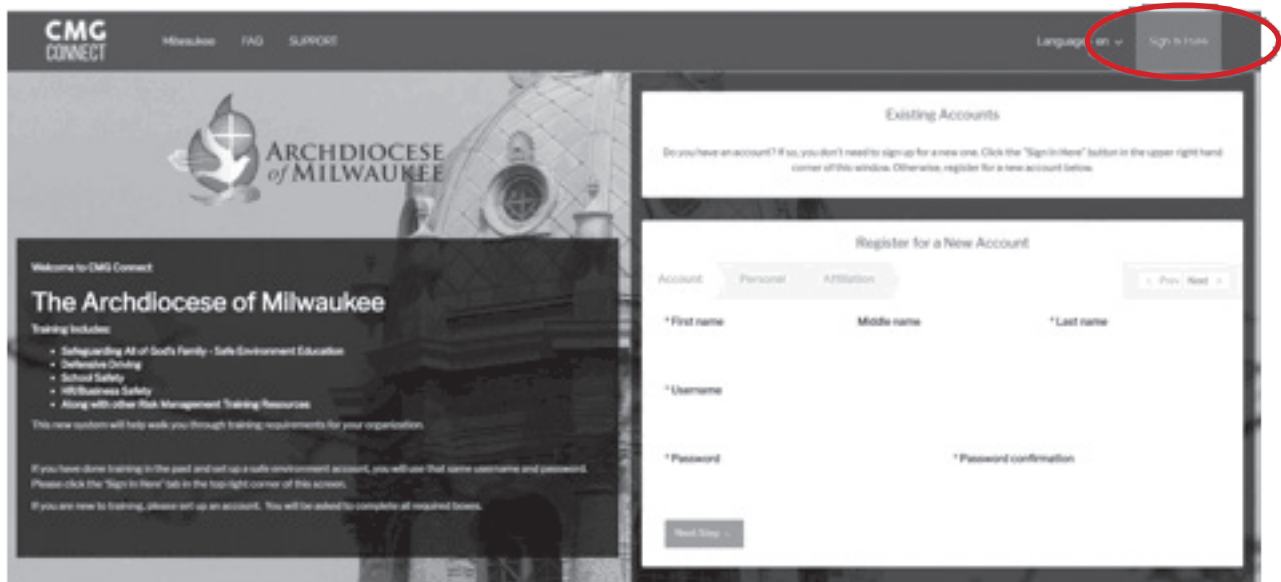 CMG
CONNECT
Milwaukee FAQ SUPPORT
Language: en
Sign In Here
ARCHDIOCESE
of MILWAUKEE
Welcome to CMG Connect
The Archdiocese of Milwaukee
Training Includes:
• Safeguarding All of God's Family - Safe Environment Education
• Defensive Driving
• School Safety
• HR/Business Safety
• Along with other Risk Management Training Resources
This new system will help walk you through training requirements for your organization.
If you have done training in the past and set up a safe environment account, you will use that same username and password.
Please click the "Sign In Here" tab in the top right corner of this screen.
If you are new to training, please set up an account. You will be asked to complete all required boxes.
Existing Accounts
Do you have an account? If so, you don't need to sign up for a new one. Click the "Sign In Here" button in the upper right hand
corner of this window. Otherwise, register for a new account below.
Register for a New Account
Account Personal Affiliation
< Prev Next >
* First name Middle name * Last name
* Username
* Password * Password confirmation
Next Step